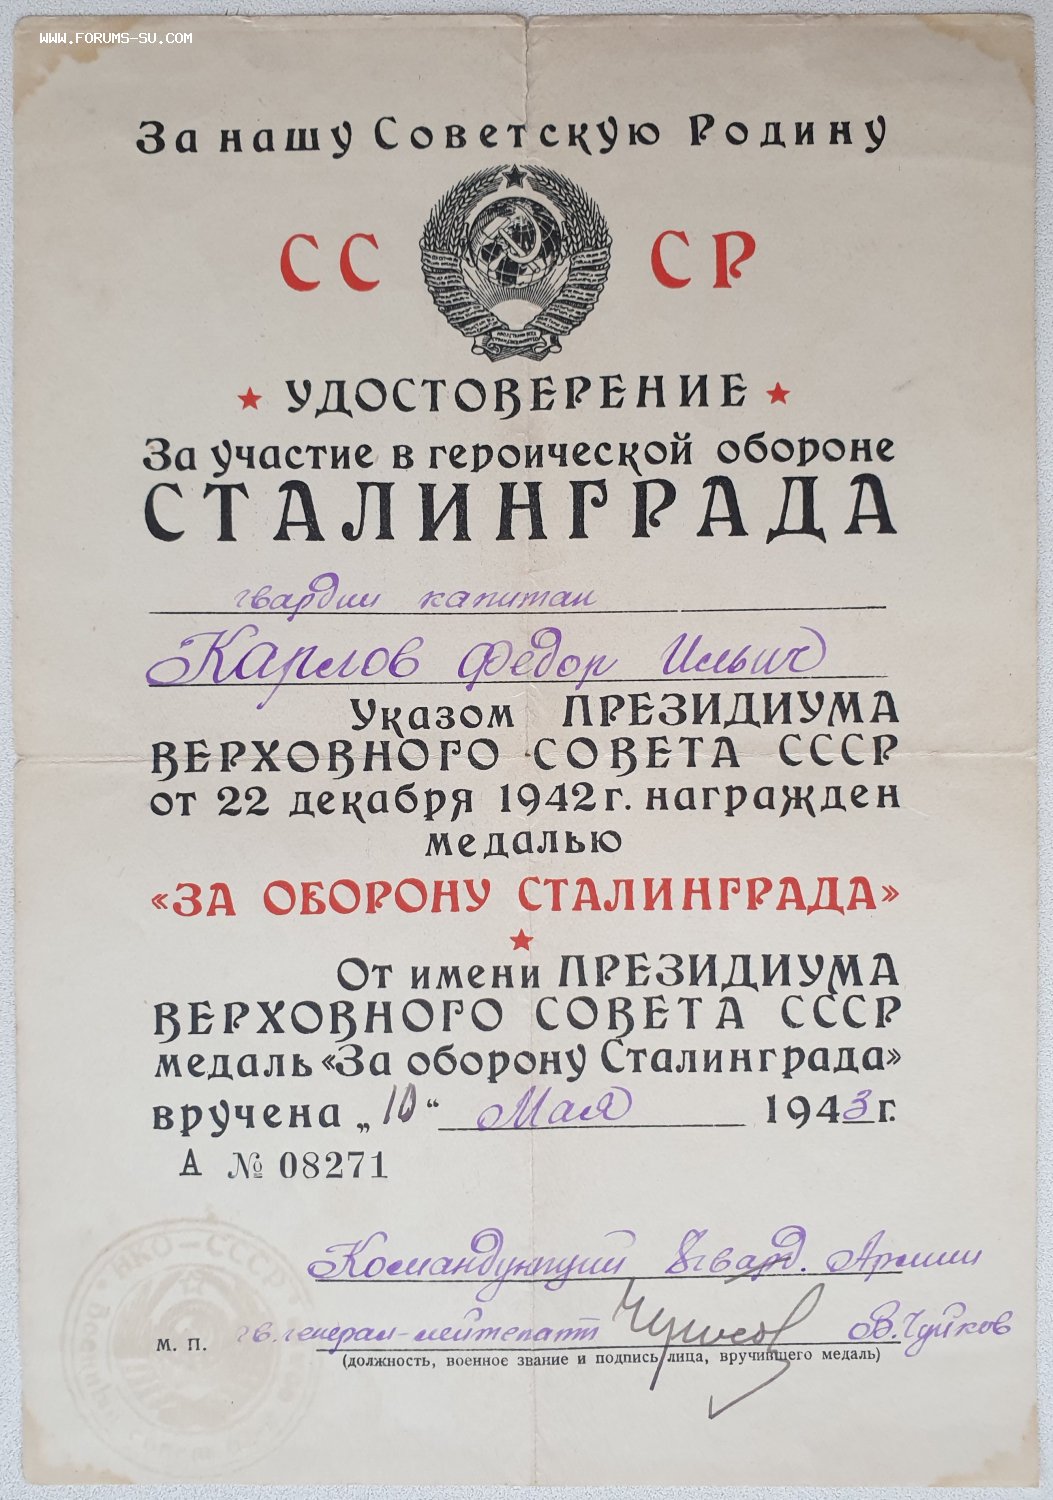 WWW.FORUMS-SU.COM
За нашу Советскую Родину
СС СР
УДОСТОВЕРЕНИЕ
За участие в героической обороне
СТАЛИНГРАДА
гвардии капитан
Карлов Федор Ильич
Указом ПРЕЗИДИУМА
ВЕРХОВНОГО СОВЕТА СССР
от 22 декабря 1942 г. награжден
медалью
«ЗА ОБОРОНУ СТАЛИНГРАДА»
От имени ПРЕЗИДИУМА
ВЕРХОВНОГО СОВЕТА СССР
медаль «За оборону Сталинграда»
вручена „10“ Мая 1943 г.
А № 08271
Командующий 8 гвард. Армии
гв. генерал-лейтенант Чуйков В. Чуйков
М. П.
(должность, военное звание и подпись лица, вручившего медаль)
НКО-СССР